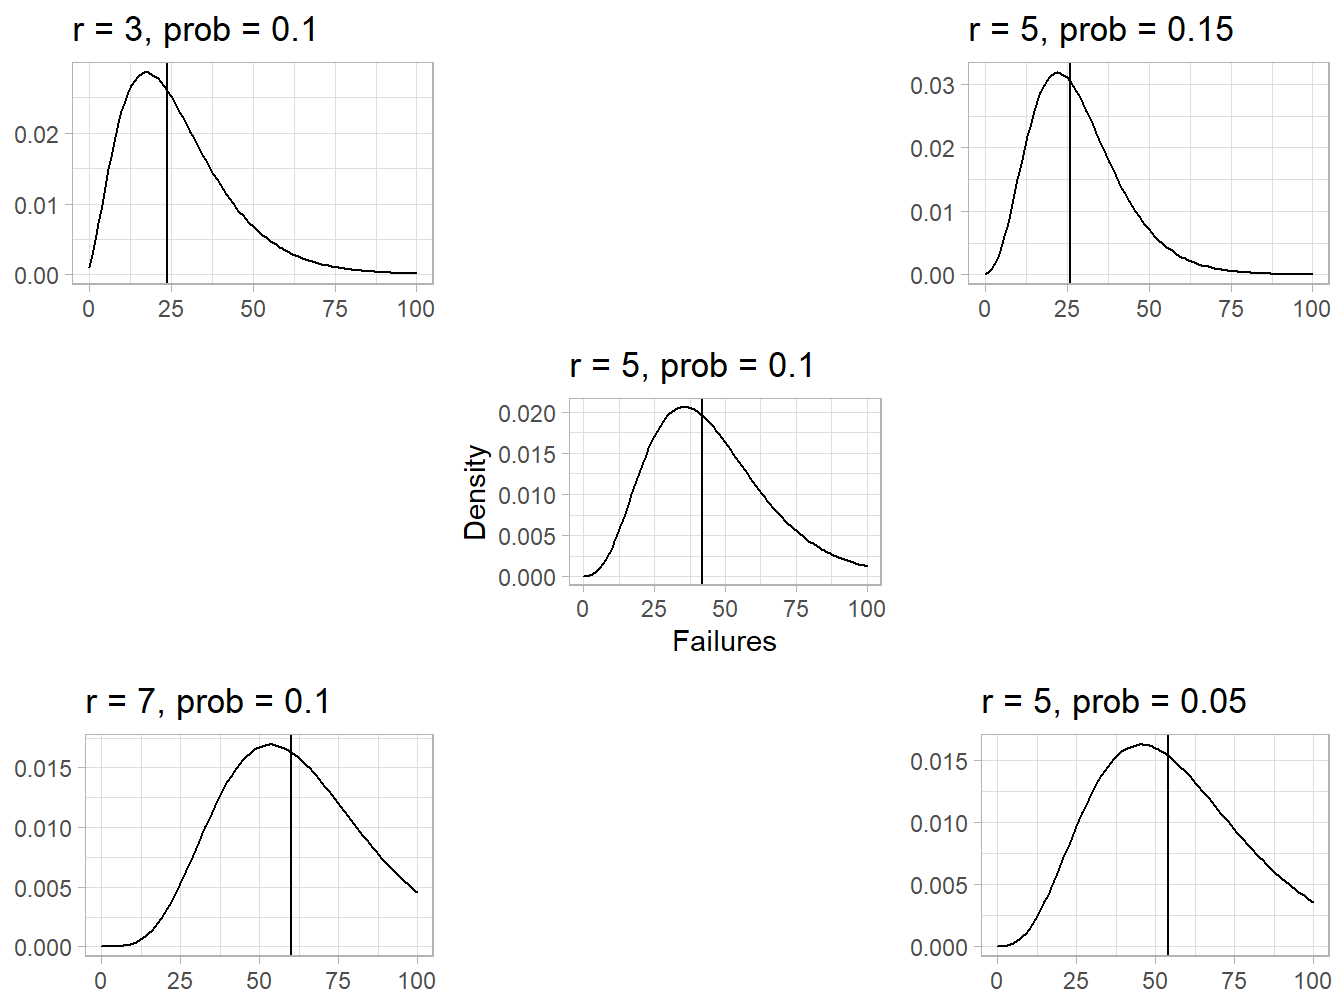 r = 3, prob = 0.1
0.02
0.01
0.00
0 25 50 75 100
r = 5, prob = 0.15
0.03
0.02
0.01
0.00
0 25 50 75 100
r = 5, prob = 0.1
Density
0.020
0.015
0.010
0.005
0.000
0 25 50 75 100
Failures
r = 7, prob = 0.1
0.015
0.010
0.005
0.000
0 25 50 75 100
r = 5, prob = 0.05
0.015
0.010
0.005
0.000
0 25 50 75 100